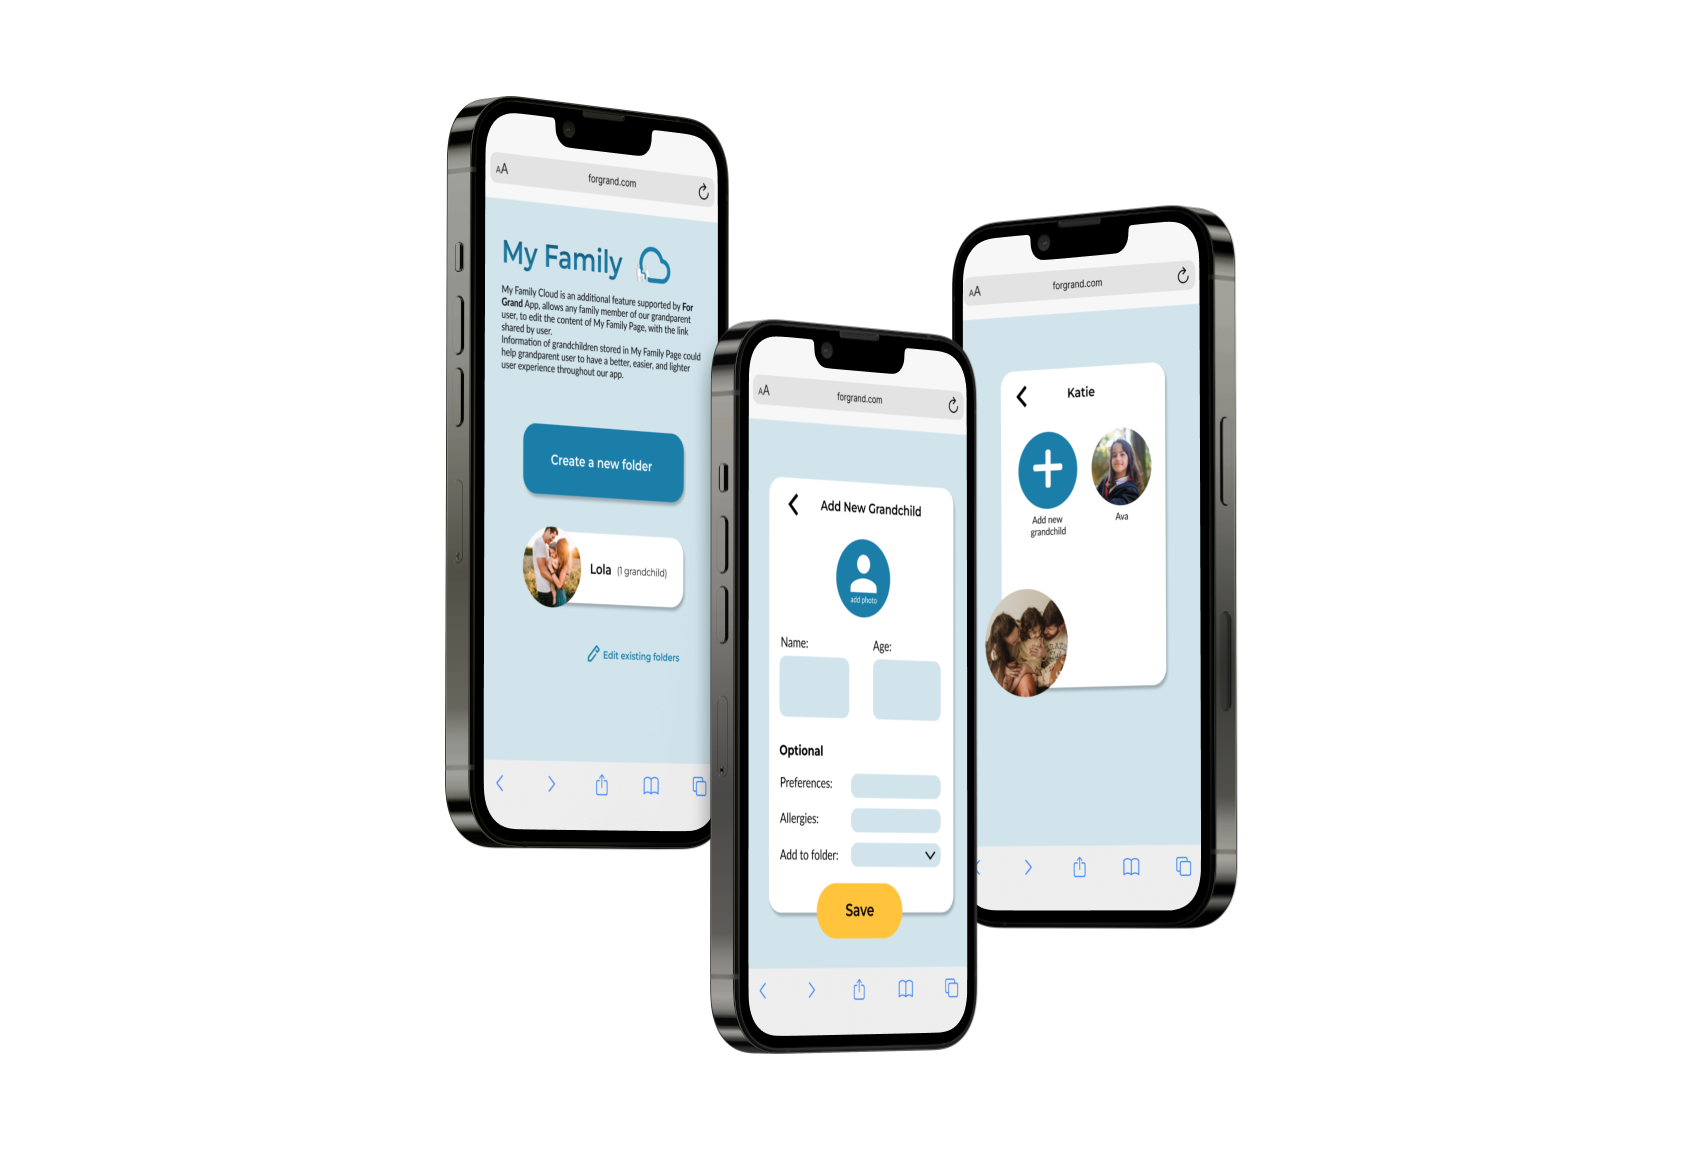 AA
forgrand.com
My Family
My Family Cloud is an additional feature supported by For
Grand App, allows any family member of our grandparent
user, to edit the content of My Family Page, with the link
shared by user.
Information of grandchildren stored in My Family Page could
help grandparent user to have a better, easier, and lighter
user experience throughout our app.
Create a new folder
Lola (1 grandchild)
Edit existing folders
AA
forgrand.com
Add New Grandchild
add photo
Name:
Age:
Optional
Preferences:
Allergies:
Add to folder:
Save
AA
forgrand.com
Katie
Add new
grandchild
Ava